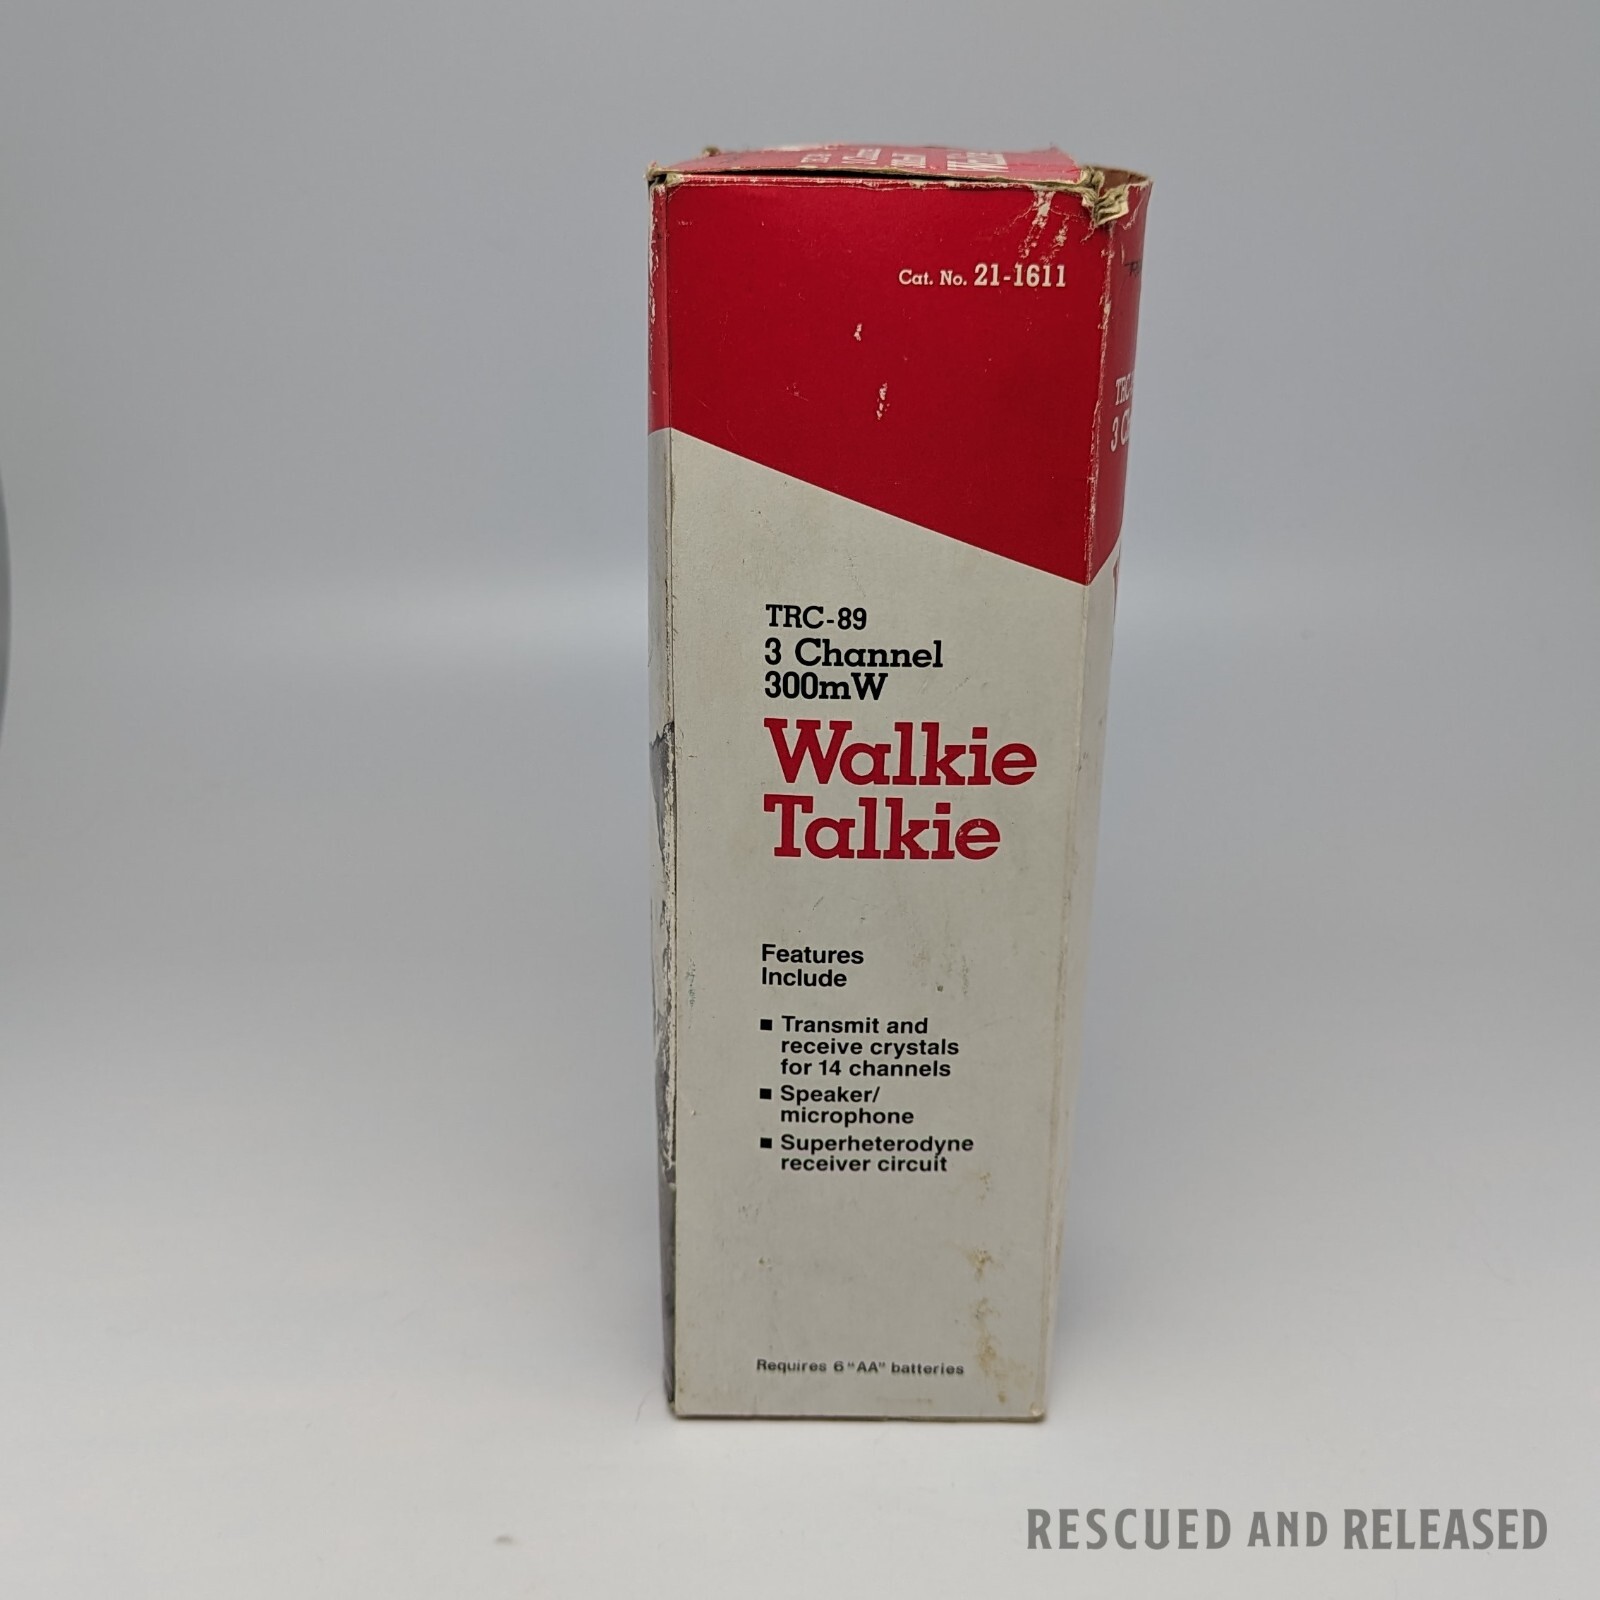 Cat. No. 21-1611
TRC-89
3 Channel
300mW
Walkie
Talkie
Features
Include
■ Transmit and
receive crystals
for 14 channels
■ Speaker/
microphone
■ Superheterodyne
receiver circuit
Requires 6 "AA" batteries
RESCUED AND RELEASED